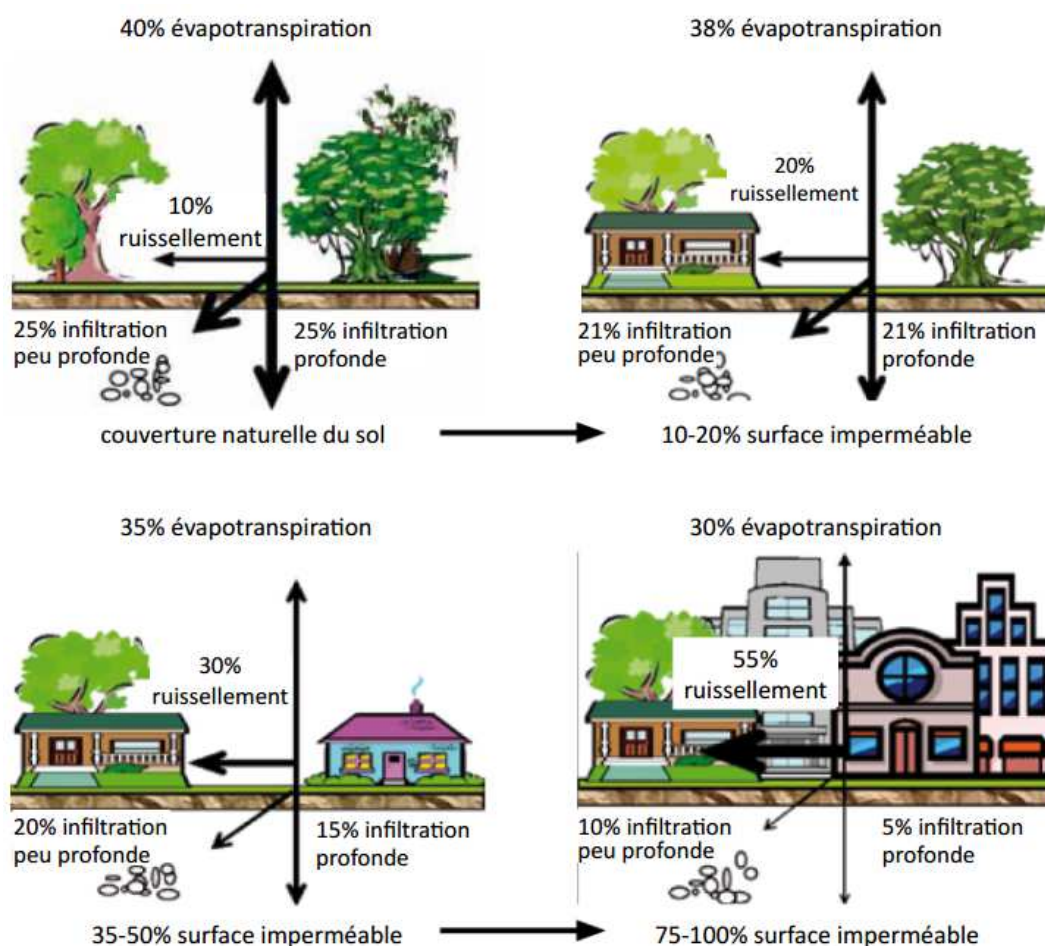 40% évapotranspiration
10%
ruissellement
25% infiltration
peu profonde
25% infiltration
profonde
couverture naturelle du sol
38% évapotranspiration
20%
ruissellement
21% infiltration
peu profonde
21% infiltration
profonde
10-20% surface imperméable
35% évapotranspiration
30%
ruissellement
20% infiltration
peu profonde
15% infiltration
profonde
35-50% surface imperméable
30% évapotranspiration
55%
ruissellement
10% infiltration
peu profonde
5% infiltration
profonde
75-100% surface imperméable